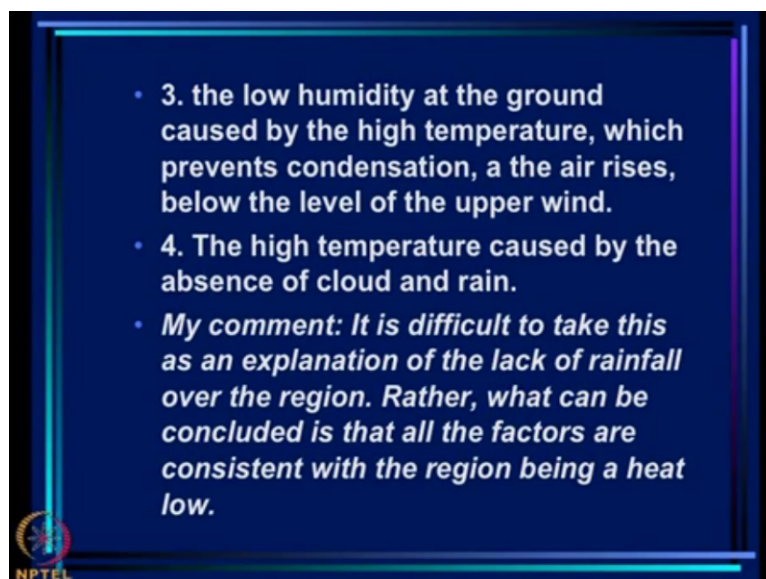 • 3. the low humidity at the ground
caused by the high temperature, which
prevents condensation, a the air rises,
below the level of the upper wind.
• 4. The high temperature caused by the
absence of cloud and rain.
• My comment: It is difficult to take this
as an explanation of the lack of rainfall
over the region. Rather, what can be
concluded is that all the factors are
consistent with the region being a heat
low.
NPTEL